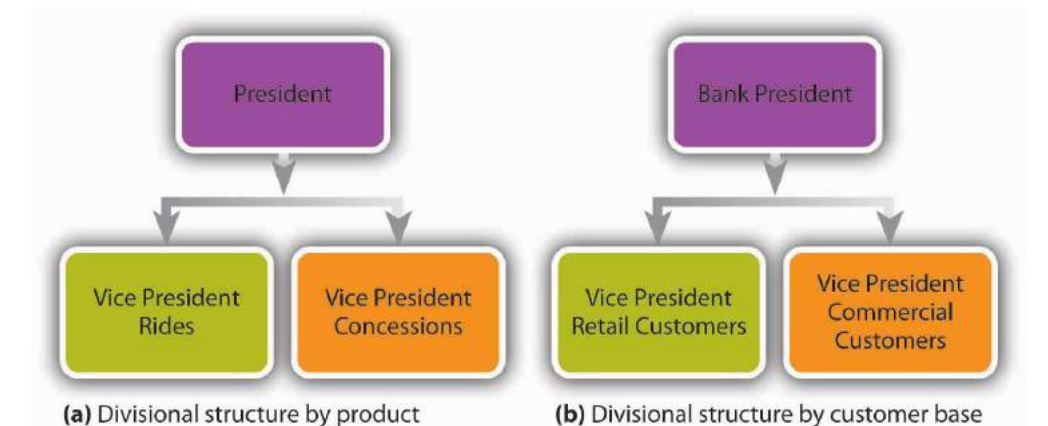 President
Bank President
Vice President
Rides
Vice President
Concessions
Vice President
Retail Customers
Vice President
Commercial
Customers
(a) Divisional structure by product
(b) Divisional structure by customer base